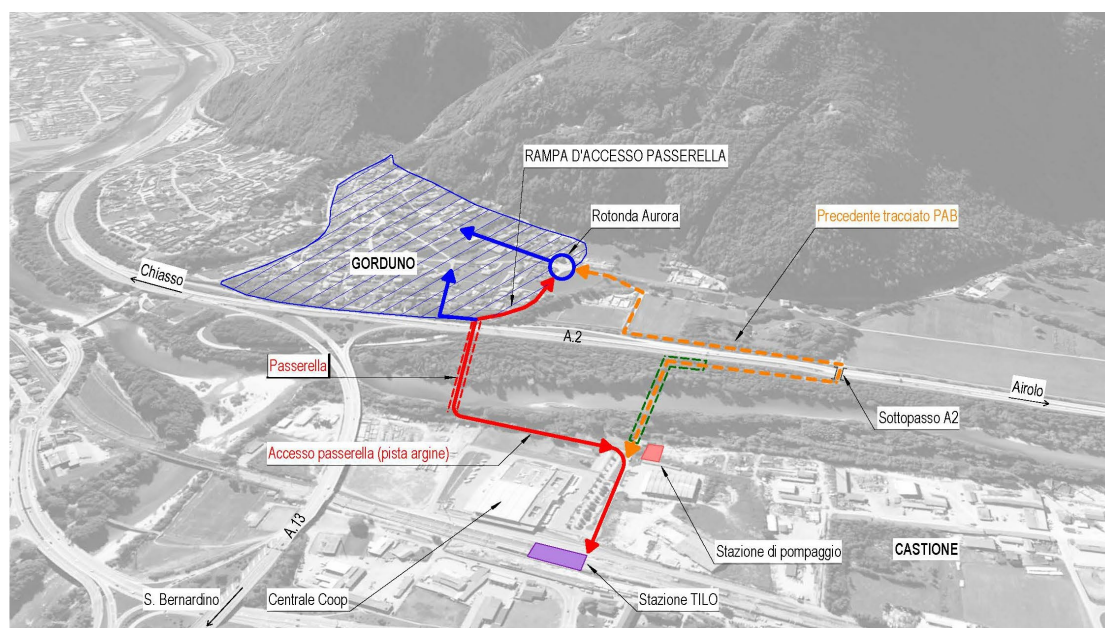 RAMPA D'ACCESSO PASSERELLA
Rotonda Aurora
Precedente tracciato PAB
GORDUNO
Chiasso
A.2
Passerella
Airolo
Sottopasso A2
Accesso passerella (pista argine)
A.13
Stazione di pompaggio
CASTIONE
S. Bernardino
Centrale Coop
Stazione TILO